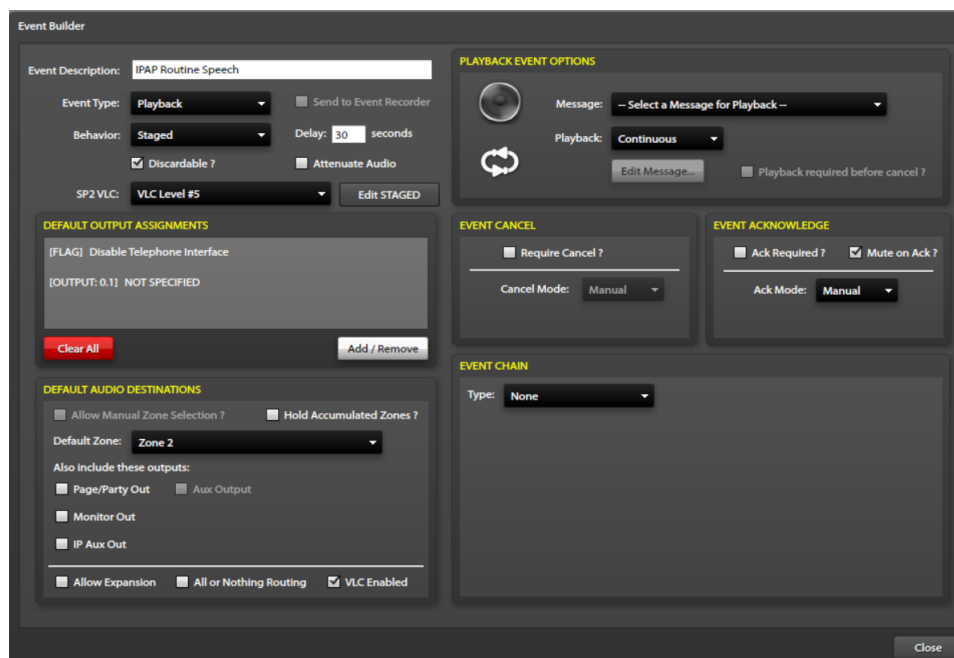 Event Builder
Event Description: IPAP Routine Speech
Event Type: Playback
Send to Event Recorder
Behavior: Staged
Delay: 30 seconds
Discardable ?
Attenuate Audio
SP2 VLC: VLC Level #5
Edit STAGED
DEFAULT OUTPUT ASSIGNMENTS
[FLAG] Disable Telephone Interface
[OUTPUT: 0.1] NOT SPECIFIED
Clear All
Add / Remove
DEFAULT AUDIO DESTINATIONS
Allow Manual Zone Selection ?
Hold Accumulated Zones ?
Default Zone: Zone 2
Also include these outputs:
Page/Party Out
Aux Output
Monitor Out
IP Aux Out
Allow Expansion
All or Nothing Routing
VLC Enabled
PLAYBACK EVENT OPTIONS
Message: -- Select a Message for Playback --
Playback: Continuous
Edit Message...
Playback required before cancel ?
EVENT CANCEL
Require Cancel ?
Cancel Mode: Manual
EVENT ACKNOWLEDGE
Ack Required ?
Mute on Ack ?
Ack Mode: Manual
EVENT CHAIN
Type: None
Close